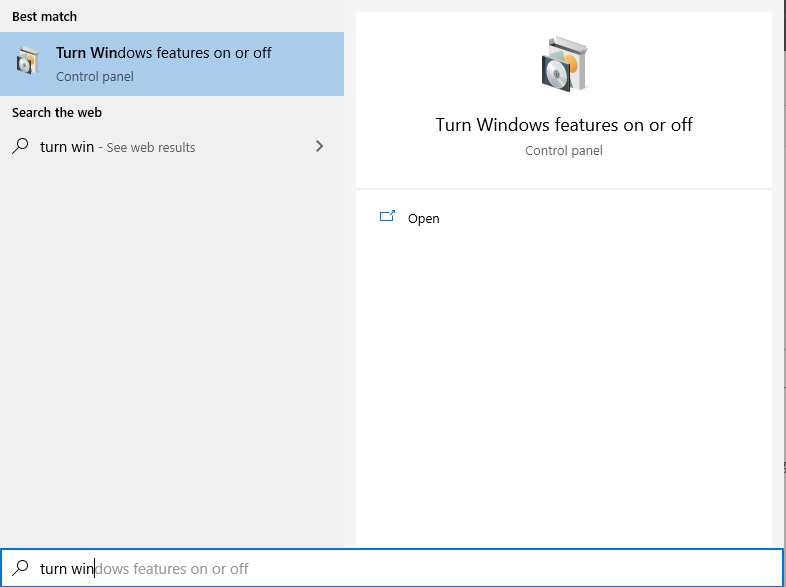 Best match
Turn Windows features on or off
Control panel
Search the web
turn win - See web results
Turn Windows features on or off
Control panel
Open
turn windows features on or off